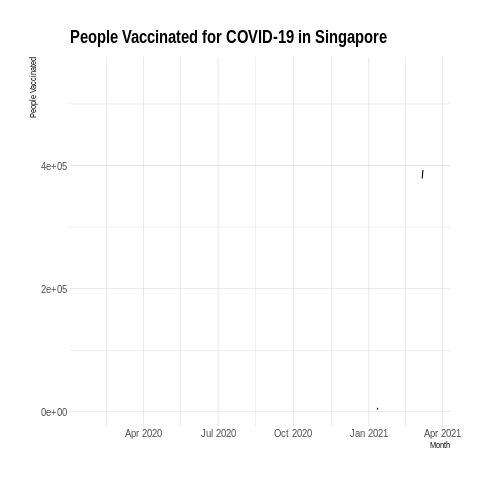 People Vaccinated for COVID-19 in Singapore
People Vaccinated
4e+05
2e+05
0e+00
Apr 2020 Jul 2020 Oct 2020 Jan 2021 Apr 2021
Month